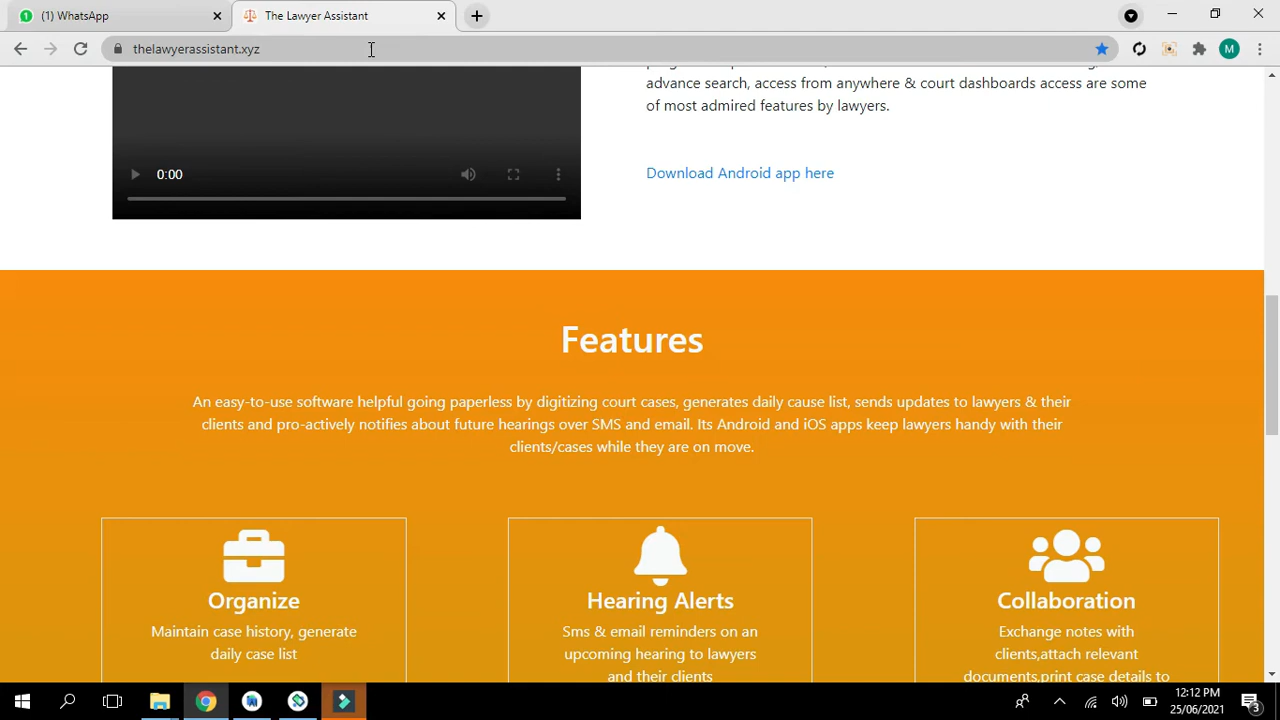 (1) WhatsApp
The Lawyer Assistant
thelawyerassistant.xyz
M
advance search, access from anywhere & court dashboards access are some
of most admired features by lawyers.
0:00
Download Android app here
Features
An easy-to-use software helpful going paperless by digitizing court cases, generates daily cause list, sends updates to lawyers & their
clients and pro-actively notifies about future hearings over SMS and email. Its Android and iOS apps keep lawyers handy with their
clients/cases while they are on move.
Organize
Maintain case history, generate
daily case list
Hearing Alerts
Sms & email reminders on an
upcoming hearing to lawyers
and their clients
Collaboration
Exchange notes with
clients,attach relevant
documents,print case details to
12:12 PM
25/06/2021
3